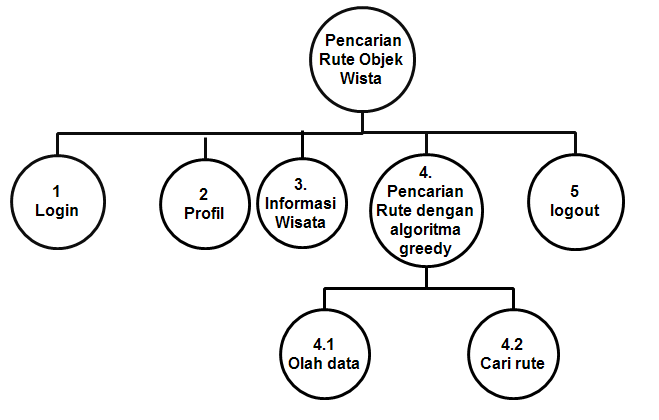 Pencarian
Rute Objek
Wista
1
Login
2
Profil
3.
Informasi
Wisata
4.
Pencarian
Rute dengan
algoritma
greedy
5
logout
4.1
Olah data
4.2
Cari rute